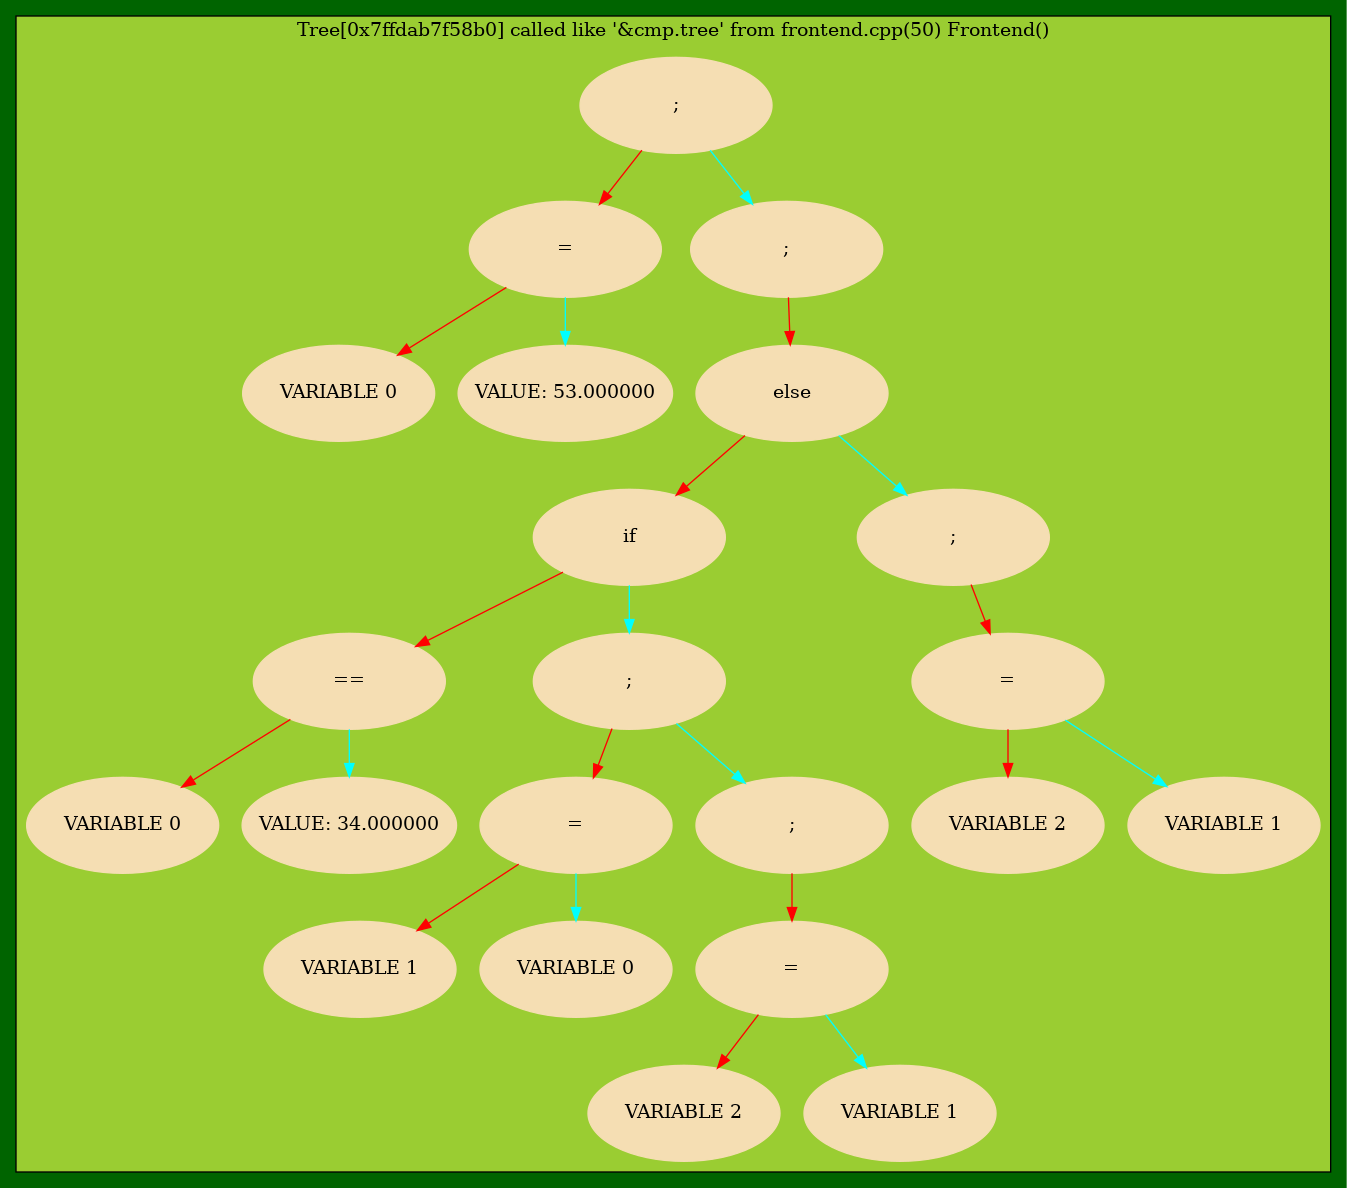 Tree[0x7ffdab7f58b0] called like '&cmp.tree' from frontend.cpp(50) Frontend()
;
=
;
VARIABLE 0
VALUE: 53.000000
else
if
;
==
;
=
VARIABLE 0
VALUE: 34.000000
=
;
VARIABLE 2
VARIABLE 1
VARIABLE 1
VARIABLE 0
=
VARIABLE 2
VARIABLE 1